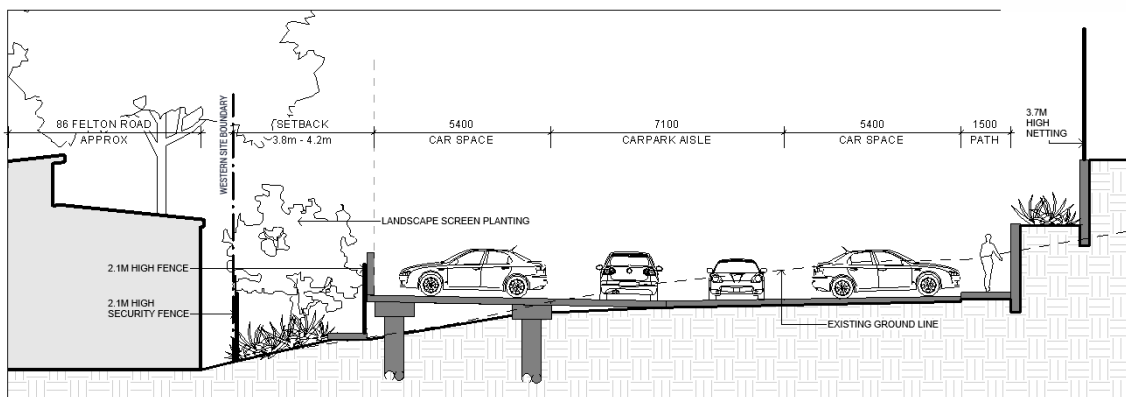 86 FELTON ROAD
APPROX
WESTERN SITE BOUNDARY
SETBACK
3.8m - 4.2m
5400
CAR SPACE
7100
CARPARK AISLE
5400
CAR SPACE
1500
PATH
3.7M
HIGH
NETTING
LANDSCAPE SCREEN PLANTING
2.1M HIGH FENCE
2.1M HIGH
SECURITY FENCE
EXISTING GROUND LINE